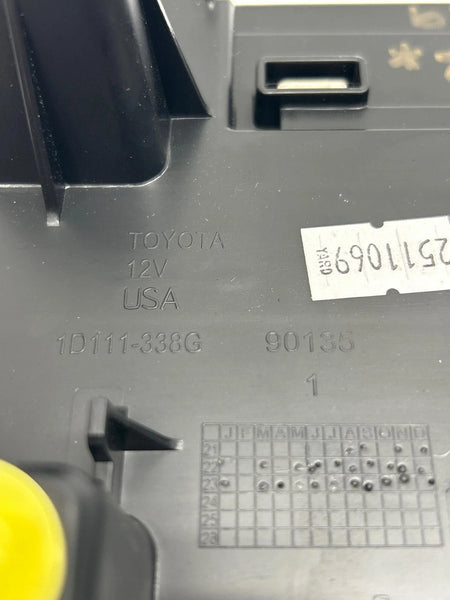 TOYOTA
12V
USA
1D111-338G
90135
1
2511069
YARD
J F M A M J J A S O N D
21
22
23
24
25
26